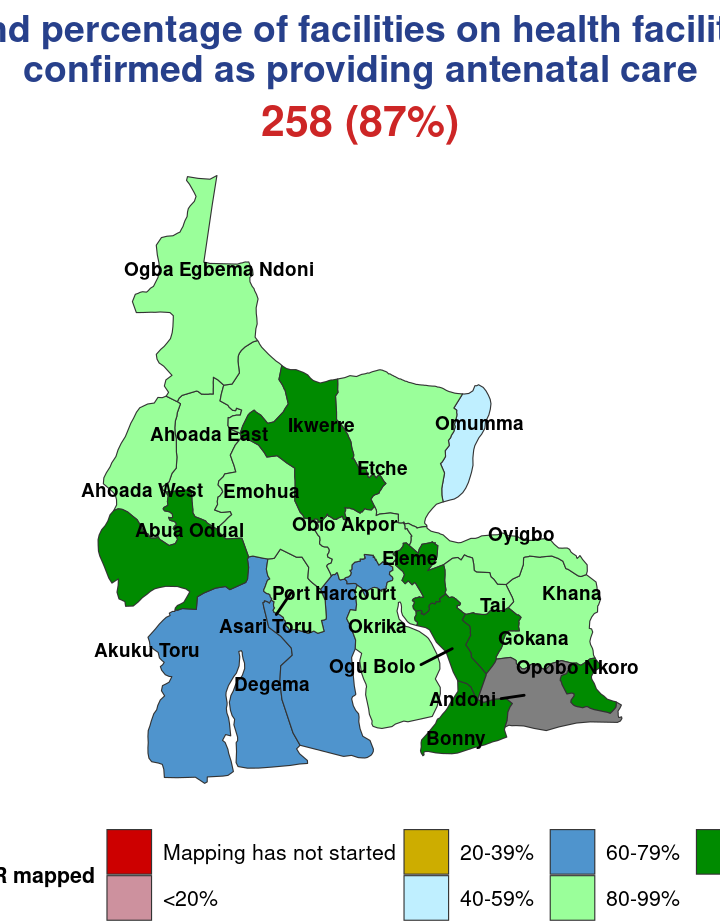 nd percentage of facilities on health facilit
confirmed as providing antenatal care
258 (87%)
Ogba Egbema Ndoni
Omumma
Ikwerre
Ahoada East
Etche
Ahoada West
Emohua
Obio Akpor
Abua Odual
Oyigbo
Eleme
Port Harcourt
Khana
Tai
Asari Toru
Okrika
Gokana
Akuku Toru
Ogu Bolo
Opobo Nkoro
Degema
Andoni
Bonny
R mapped
Mapping has not started
20-39%
60-79%
<20%
40-59%
80-99%